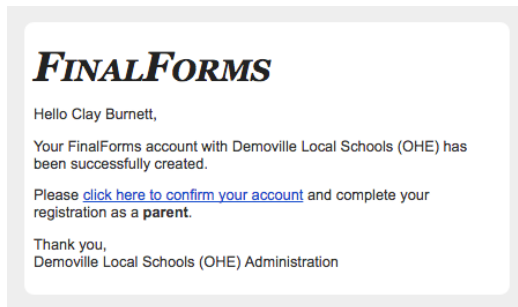 FINALFORMS
Hello Clay Burnett,
Your FinalForms account with Demoville Local Schools (OHE) has
been successfully created.
Please click here to confirm your account and complete your
registration as a parent.
Thank you,
Demoville Local Schools (OHE) Administration